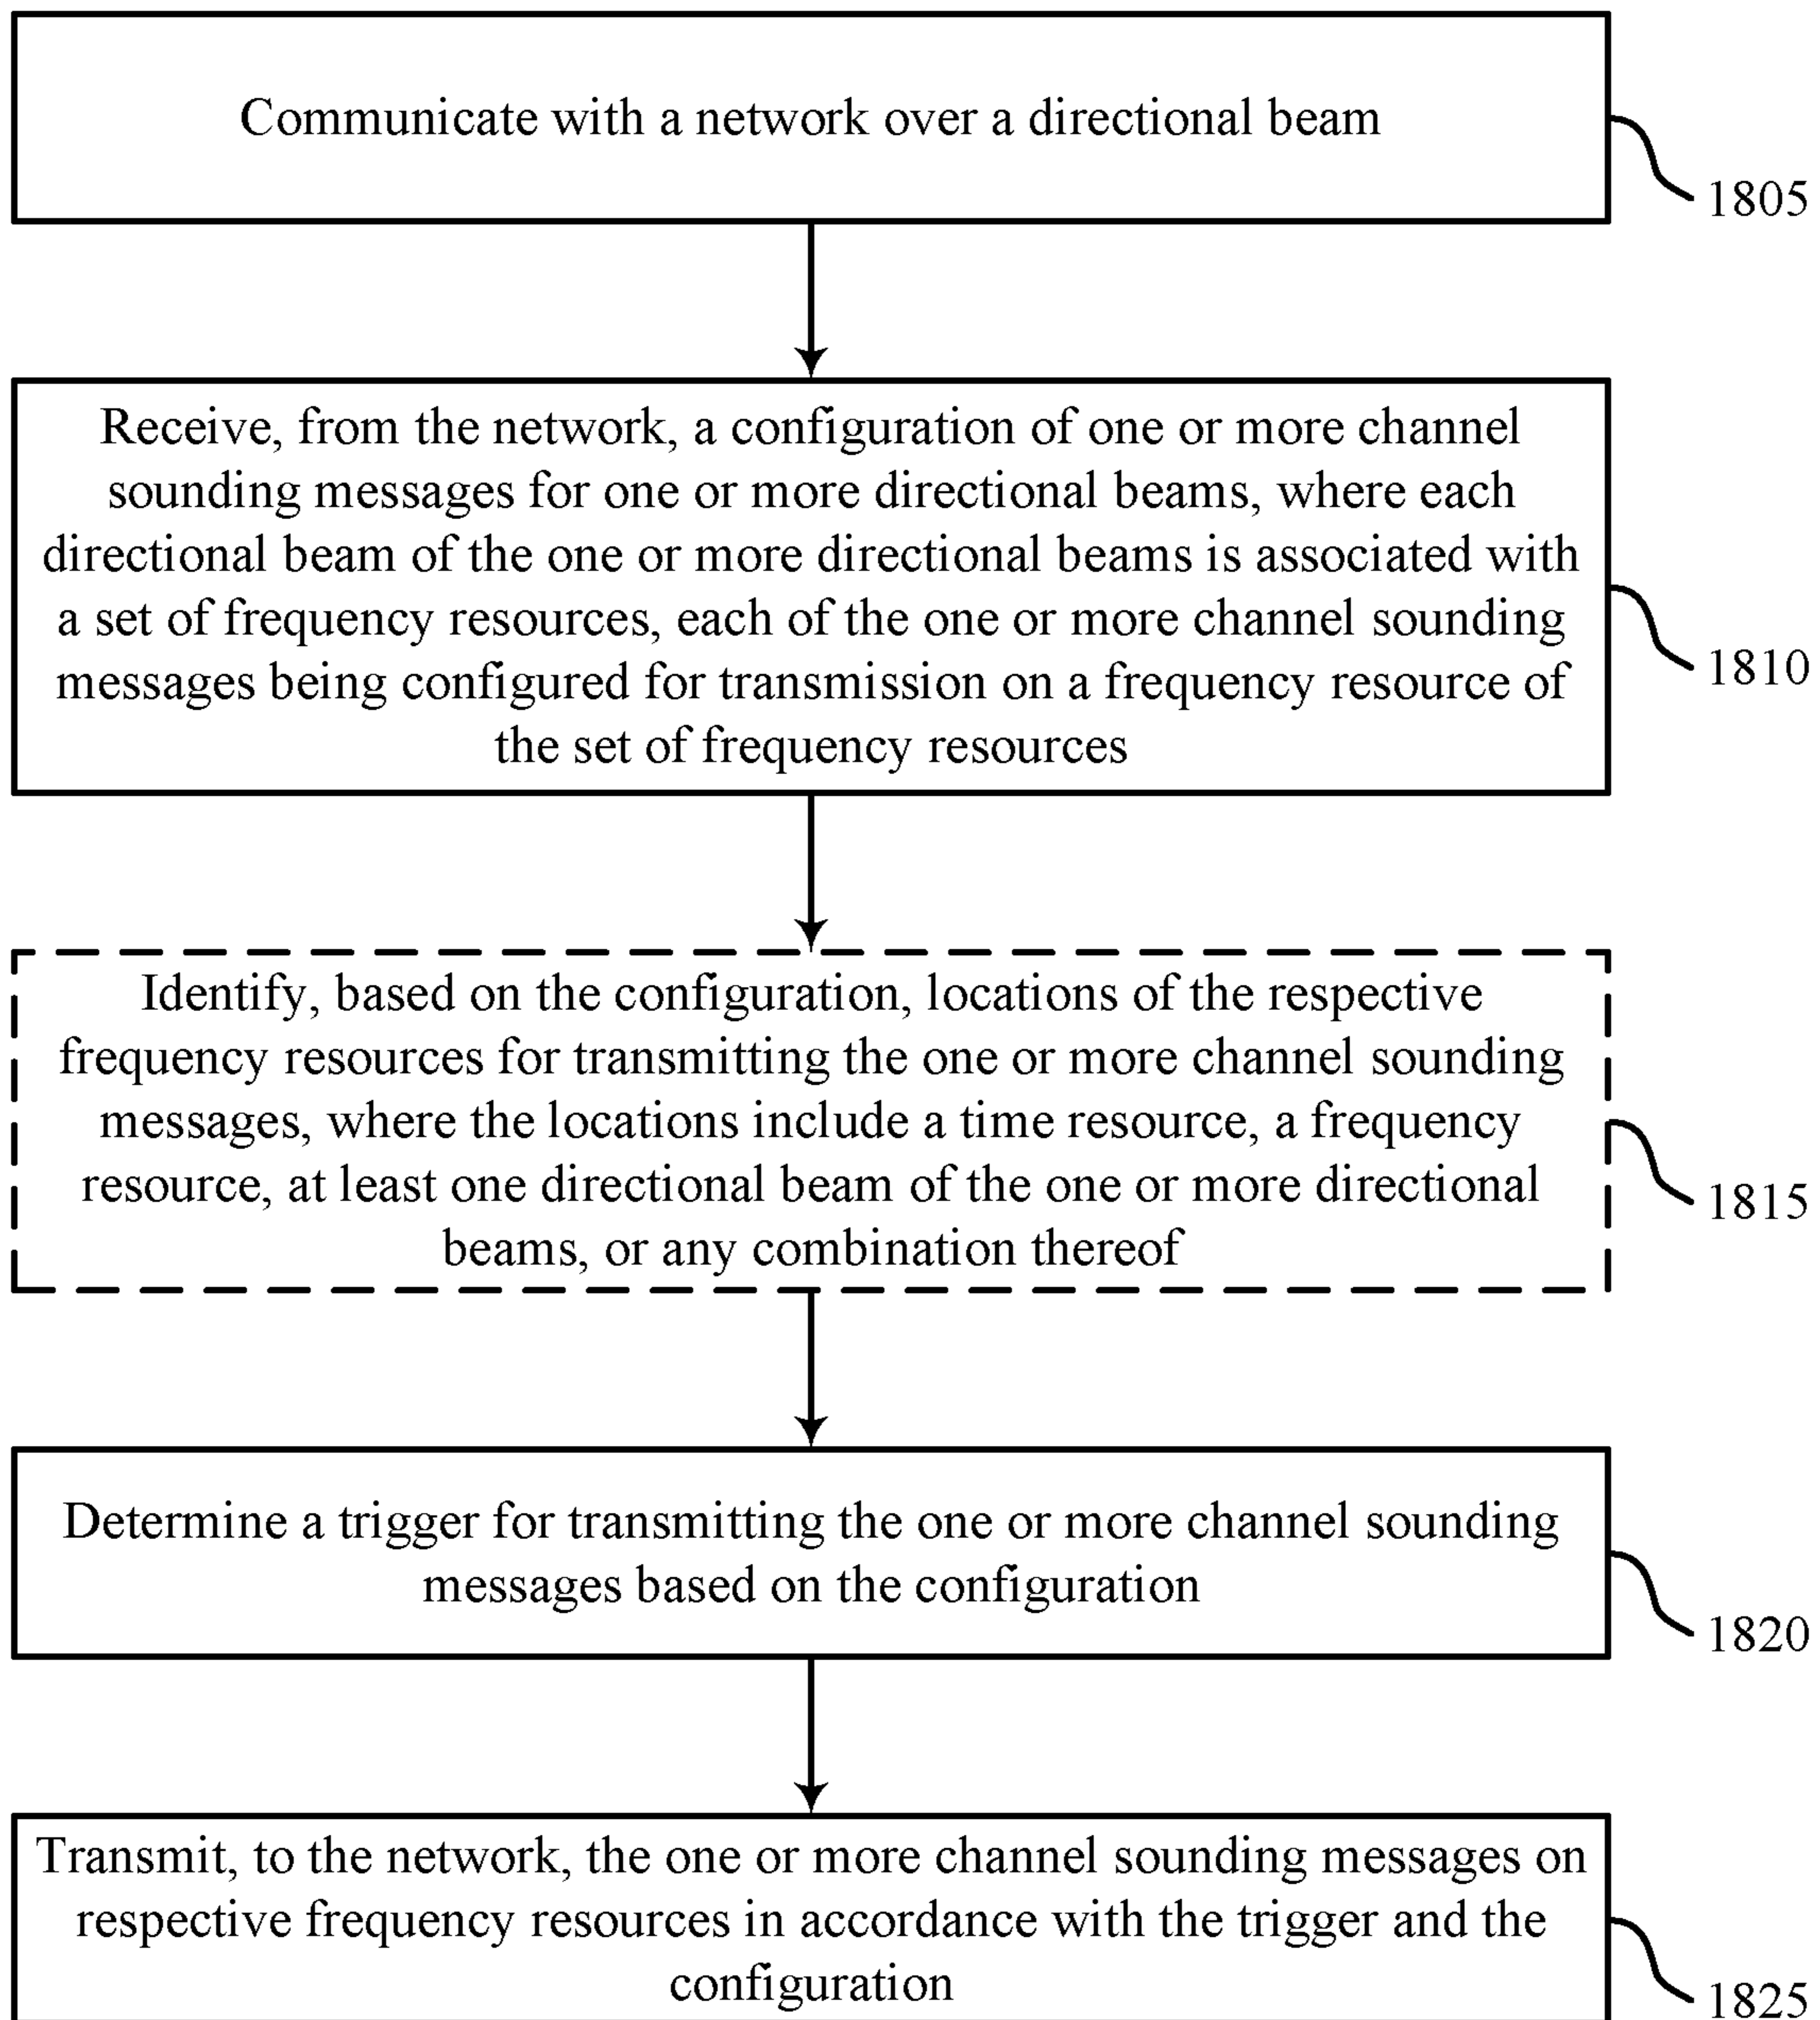 Communicate with a network over a directional beam
1805
Receive, from the network, a configuration of one or more channel
sounding messages for one or more directional beams, where each
directional beam of the one or more directional beams is associated with
a set of frequency resources, each of the one or more channel sounding
messages being configured for transmission on a frequency resource of
the set of frequency resources
1810
Identify, based on the configuration, locations of the respective
frequency resources for transmitting the one or more channel sounding
messages, where the locations include a time resource, a frequency
resource, at least one directional beam of the one or more directional
beams, or any combination thereof
1815
Determine a trigger for transmitting the one or more channel sounding
messages based on the configuration
1820
Transmit, to the network, the one or more channel sounding messages on
respective frequency resources in accordance with the trigger and the
configuration
1825